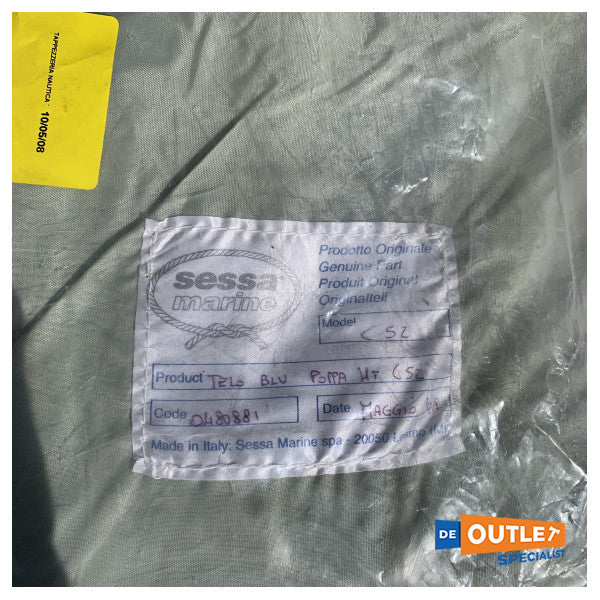 TAPPEZZERIA NAUTICA
10/05/08
sessa
marine
Prodotto Originale
Genuine Part
Produit Original
Originalteil
Model C52
Product TELO BLU POPPA HT C52
Code 0480881
Date MAGGIO
Made in Italy: Sessa Marine spa - 20050
DE OUTLET
SPECIALIST